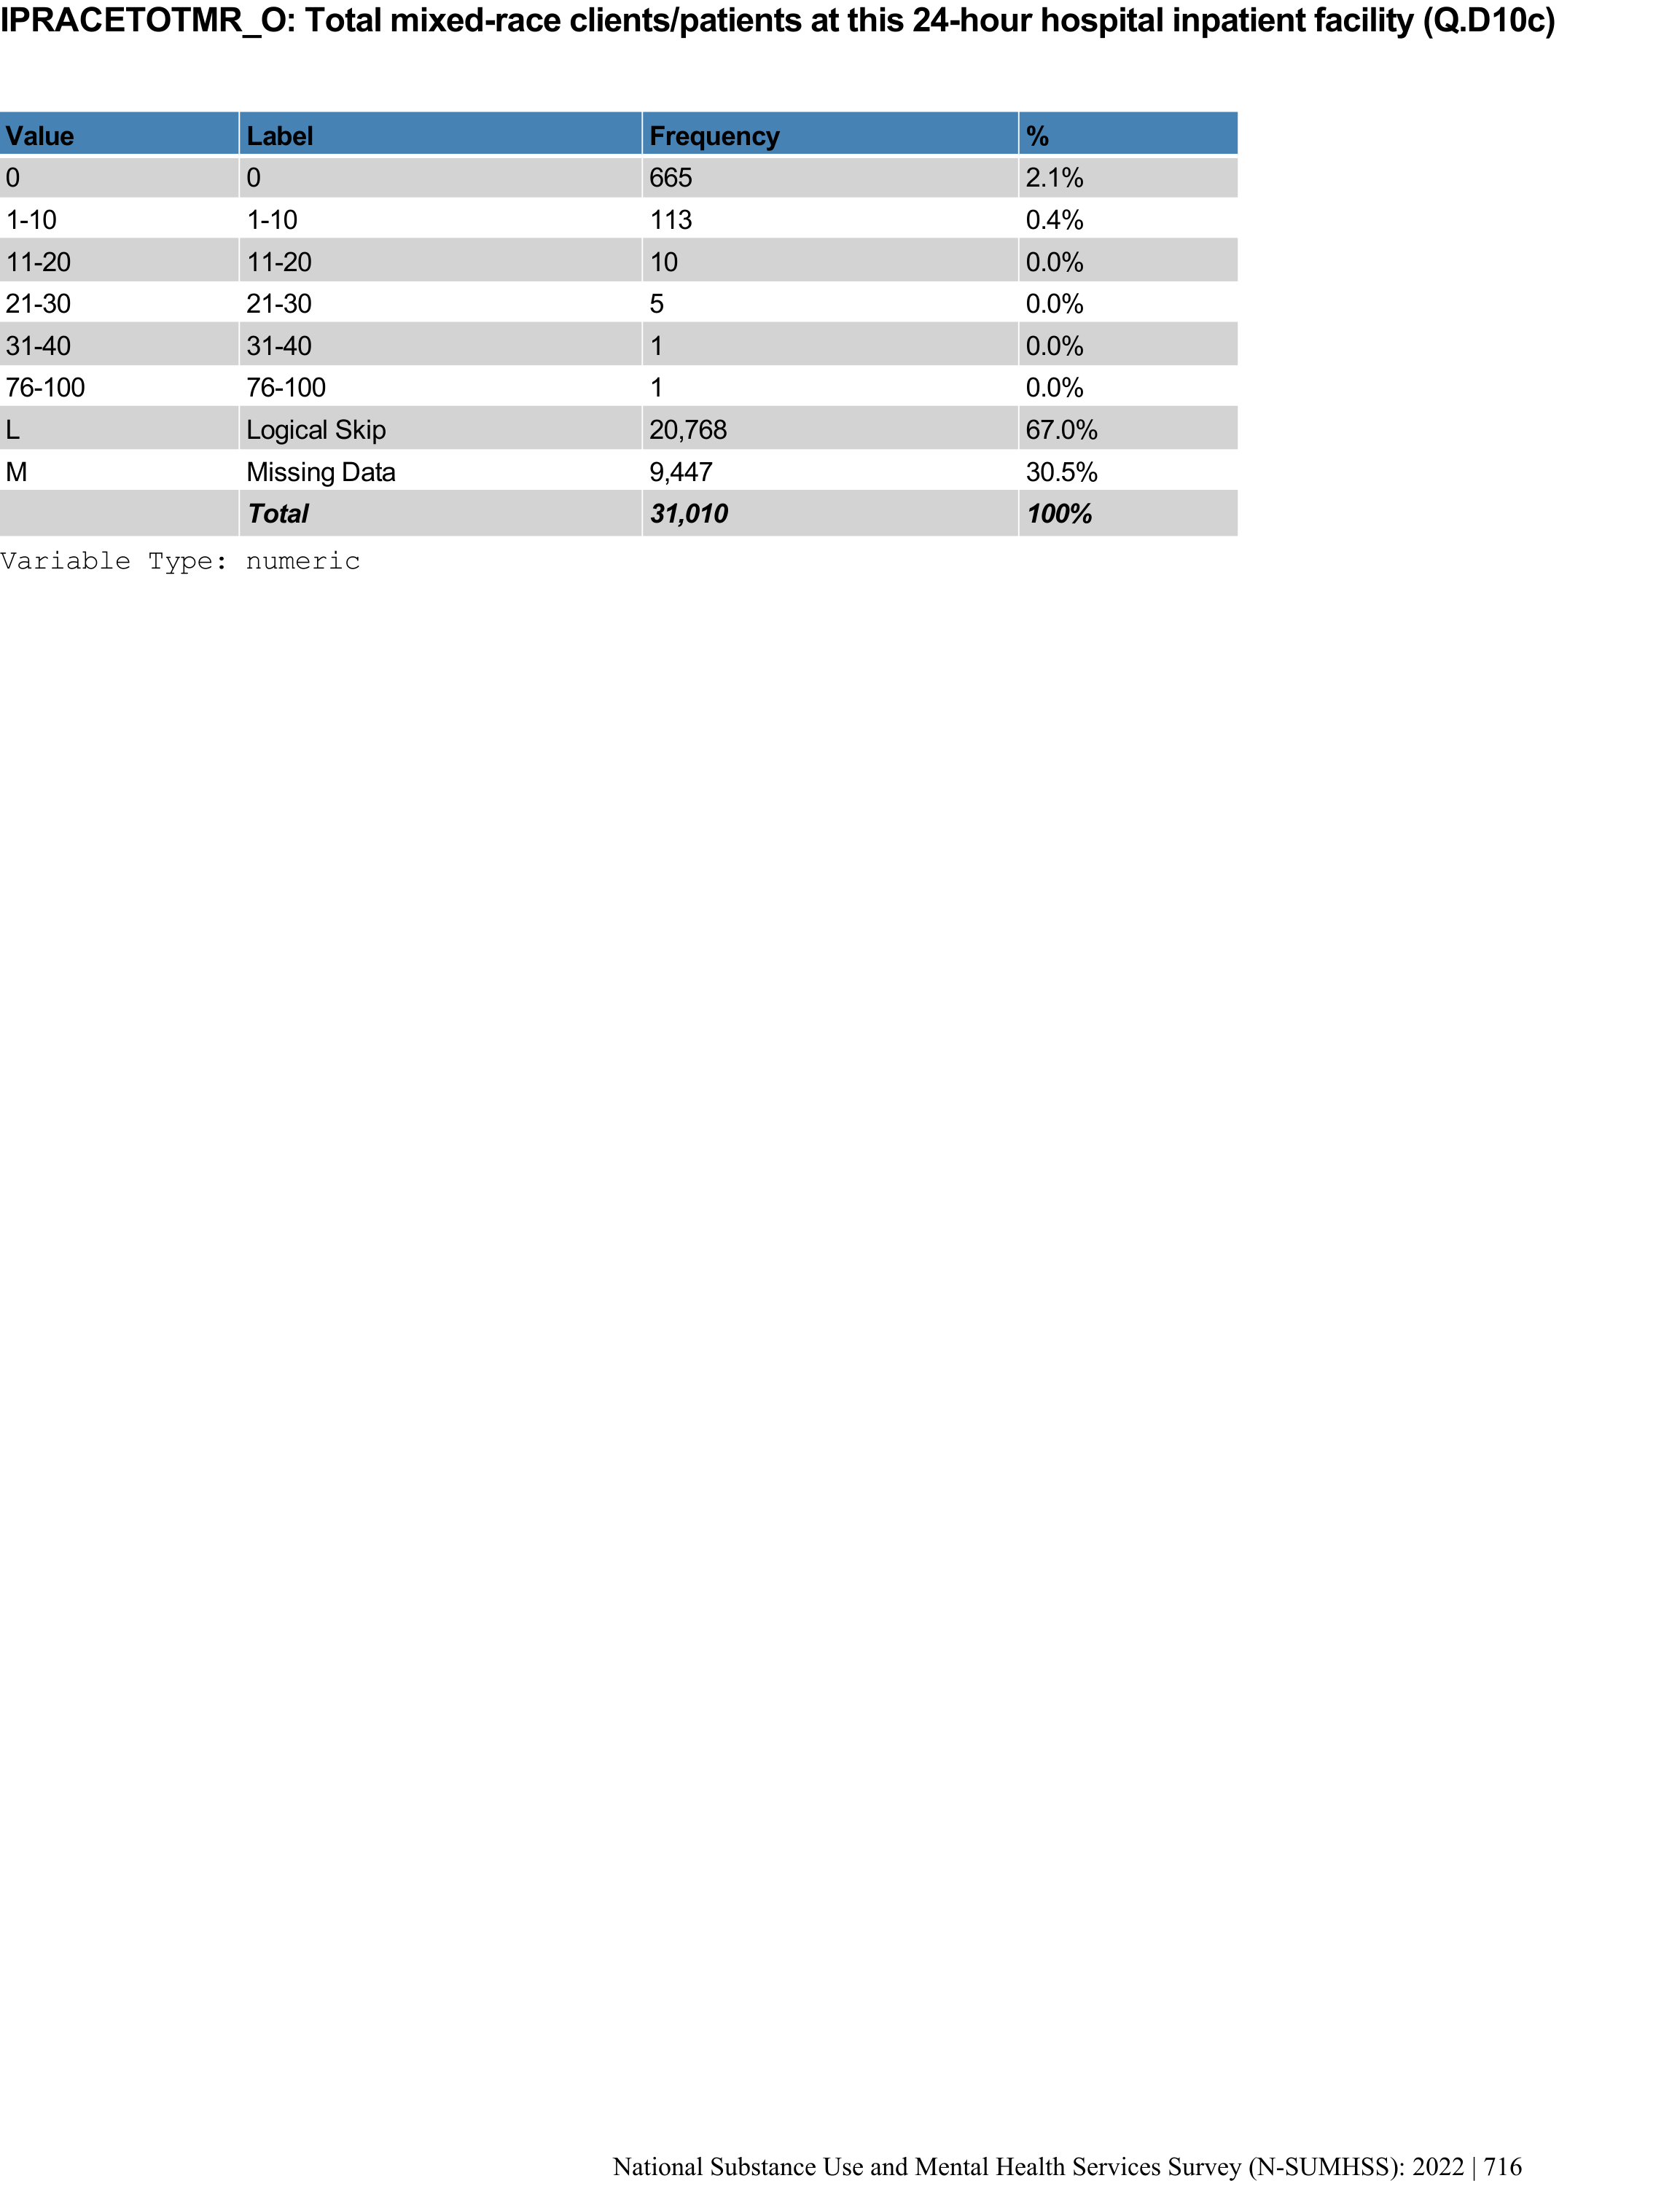 IPRACETOTMR_O: Total mixed-race clients/patients at this 24-hour hospital inpatient facility (Q.D10c)
Value Label Frequency %
0 0 665 2.1%
1-10 1-10 113 0.4%
11-20 11-20 10 0.0%
21-30 21-30 5 0.0%
31-40 31-40 1 0.0%
76-100 76-100 1 0.0%
L Logical Skip 20,768 67.0%
M Missing Data 9,447 30.5%
Total 31,010 100%
Variable Type: numeric
National Substance Use and Mental Health Services Survey (N-SUMHSS): 2022 | 716